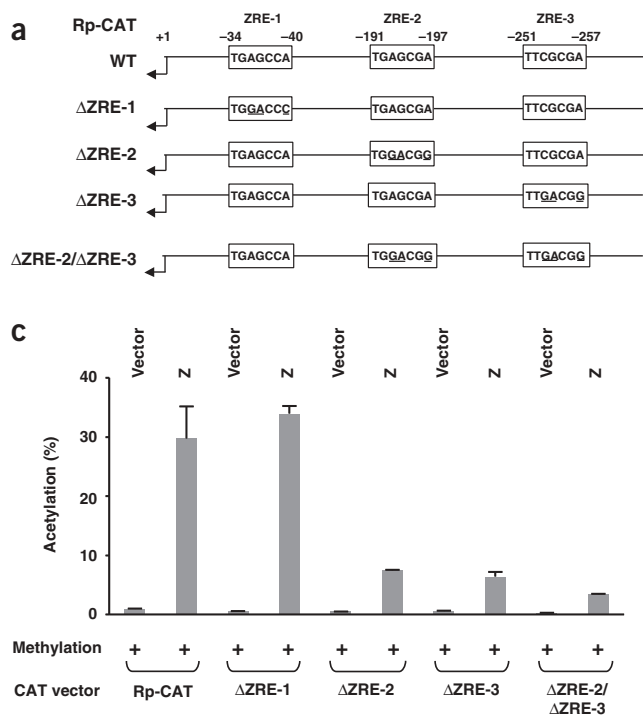 a
Rp-CAT ZRE-1 ZRE-2 ZRE-3
+1 −34 −40 −191 −197 −251 −257
WT TGAGCCA TGAGCGA TTCGCGA
ΔZRE-1 TGGACCC TGAGCGA TTCGCGA
ΔZRE-2 TGAGCCA TGGACGG TTCGCGA
ΔZRE-3 TGAGCCA TGAGCGA TTGACGG
ΔZRE-2/ΔZRE-3 TGAGCCA TGGACGG TTGACGG
c
Vector Z Vector Z Vector Z Vector Z Vector Z
Acetylation (%)
40
30
20
10
0
Methylation + + + + + + + + + +
CAT vector Rp-CAT ΔZRE-1 ΔZRE-2 ΔZRE-3 ΔZRE-2/
ΔZRE-3